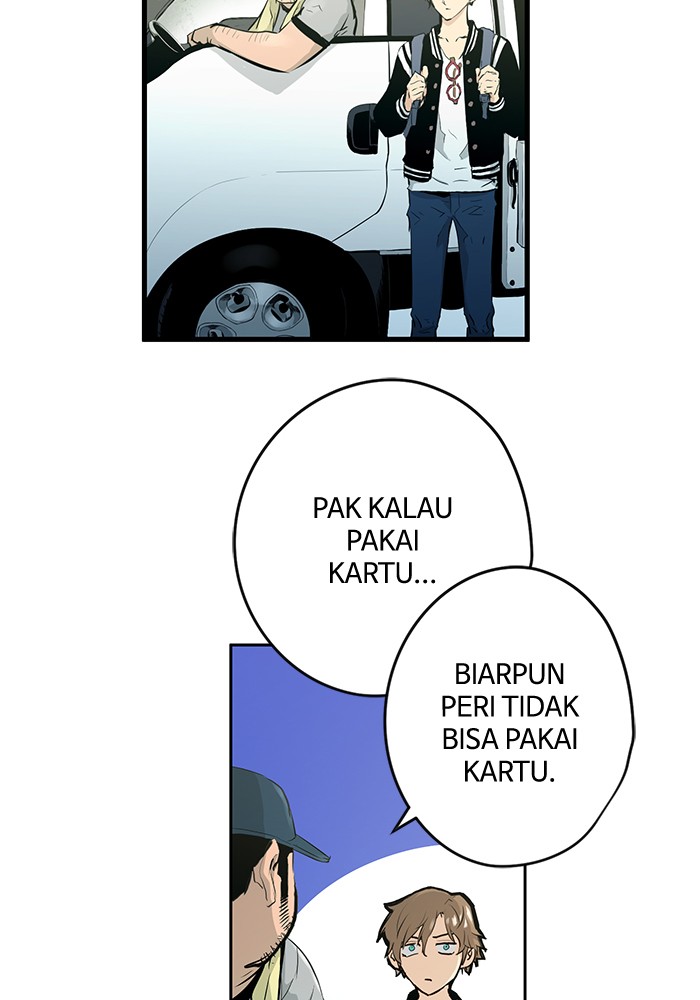 PAK KALAU
PAKAI
KARTU...
BIARPUN
PERI TIDAK
BISA PAKAI
KARTU.